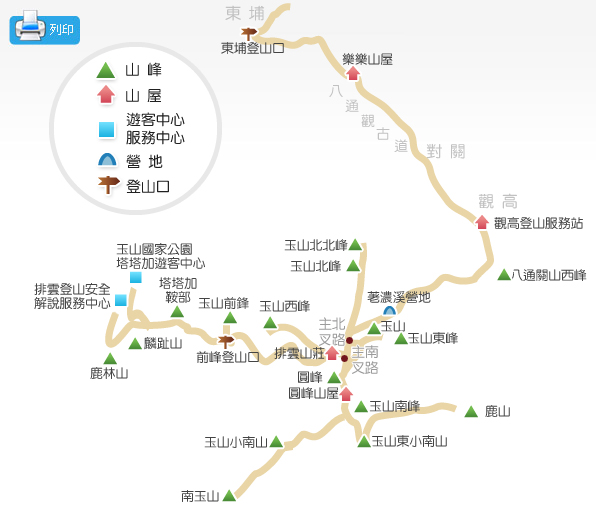 列印
山 峰
山 屋
遊客中心
服務中心
營 地
登山口
東 埔
東埔登山口
樂樂山屋
八
通
觀
古
道
對 關
觀 高
觀高登山服務站
八通關山西峰
玉山北北峰
玉山北峰
荖濃溪營地
玉山國家公園
塔塔加遊客中心
排雲登山安全
解說服務中心
塔塔加
鞍部
玉山前鋒
玉山西峰
主北
叉路
玉山
玉山東峰
麟趾山
前峰登山口
排雲山莊
主南
叉路
鹿林山
圓峰
圓峰山屋
玉山南峰
鹿山
玉山小南山
玉山東小南山
南玉山